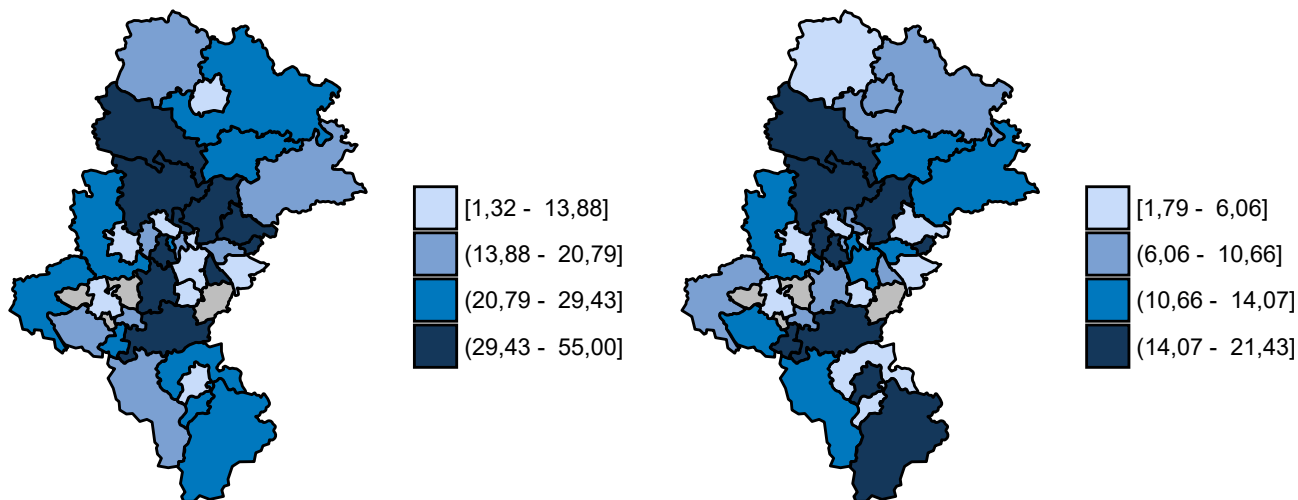 [1,32 - 13,88]
(13,88 - 20,79]
(20,79 - 29,43]
(29,43 - 55,00]
[1,79 - 6,06]
(6,06 - 10,66]
(10,66 - 14,07]
(14,07 - 21,43]